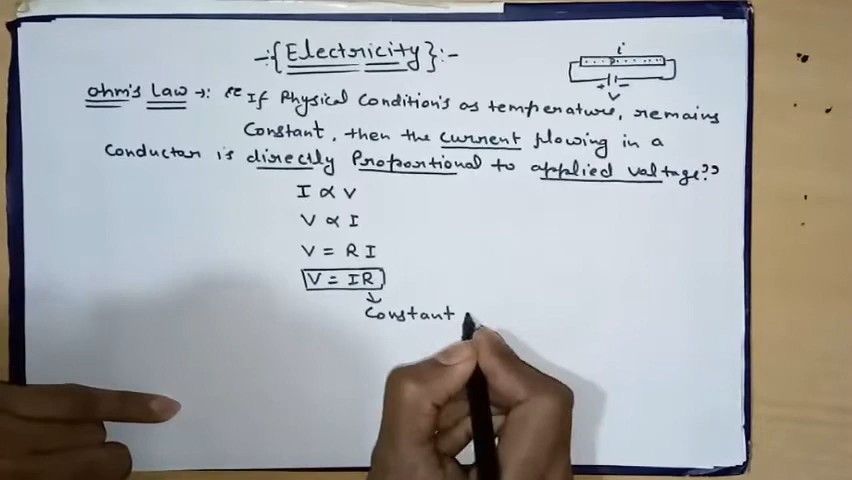 -:{Electricity}:-
i
+ -
V
ohm's Law →: "If Physical Condition's as temperature, remains
Constant, then the current flowing in a
Conductor is directly Proportional to applied voltage"
I ∝ V
V ∝ I
V = R I
V = IR
↓
Constant